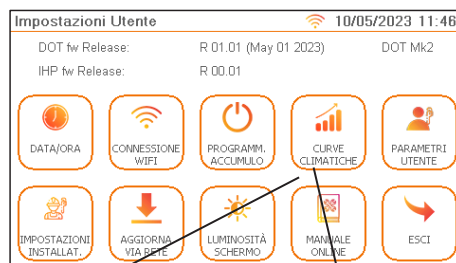 Impostazioni Utente 10/05/2023 11:46
DOT fw Release: R 01.01 (May 01 2023) DOT Mk2
IHP fw Release: R 00.01
DATA/ORA
CONNESSIONE
WIFI
PROGRAMM.
ACCUMULO
CURVE
CLIMATICHE
PARAMETRI
UTENTE
IMPOSTAZIONI
INSTALLAT.
AGGIORNA
VIA RETE
LUMINOSITÀ
SCHERMO
MANUALE
ONLINE
ESCI